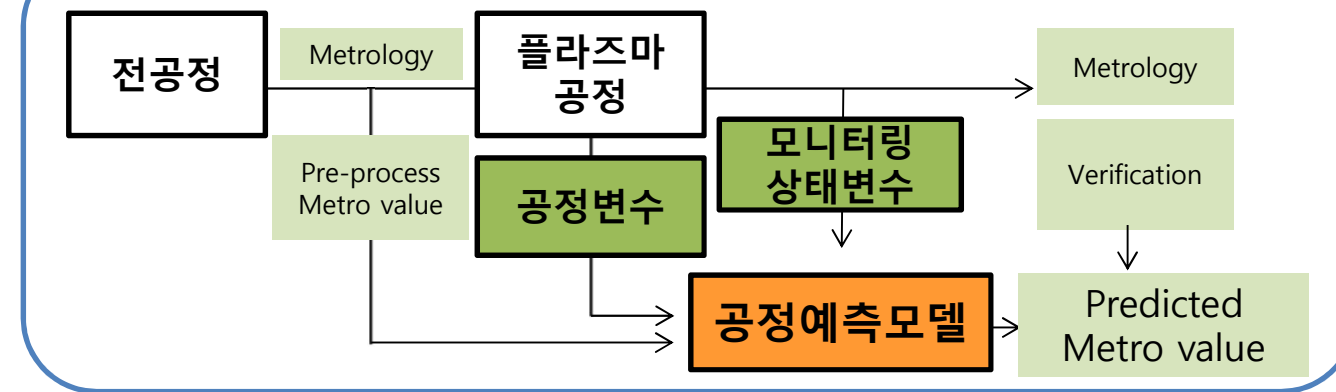 전공정
Metrology
플라즈마
공정
Metrology
Pre-process
Metro value
공정변수
모니터링
상태변수
Verification
공정예측모델
Predicted
Metro value